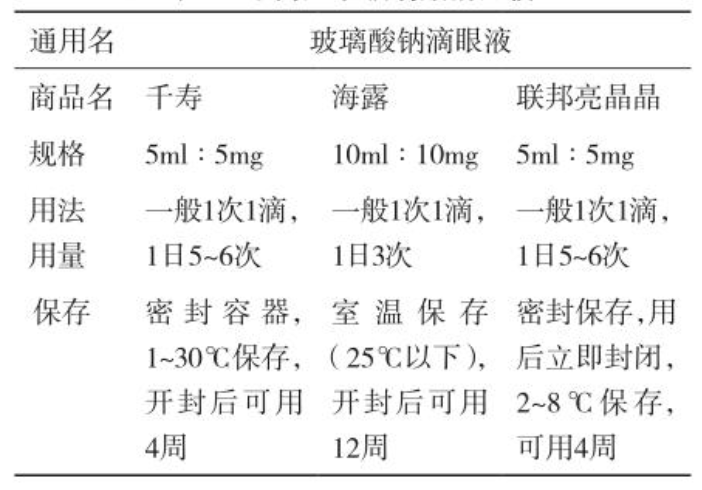 通用名 玻璃酸钠滴眼液
商品名 千寿 海露 联邦亮晶晶
规格 5ml：5mg 10ml：10mg 5ml：5mg
用法 一般1次1滴， 一般1次1滴， 一般1次1滴，
用量 1日5~6次 1日3次 1日5~6次
保存 密封容器， 室温保存 密封保存，用
1~30℃保存， （25℃以下）， 后立即封闭，
开封后可用 开封后可用 2~8℃保存，
4周 12周 可用4周